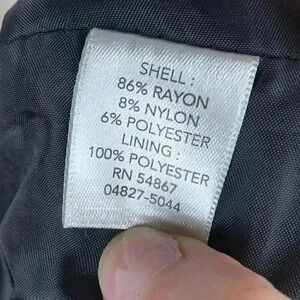 SHELL :
86% RAYON
8% NYLON
6% POLYESTER
LINING :
100% POLYESTER
RN 54867
04827-5044